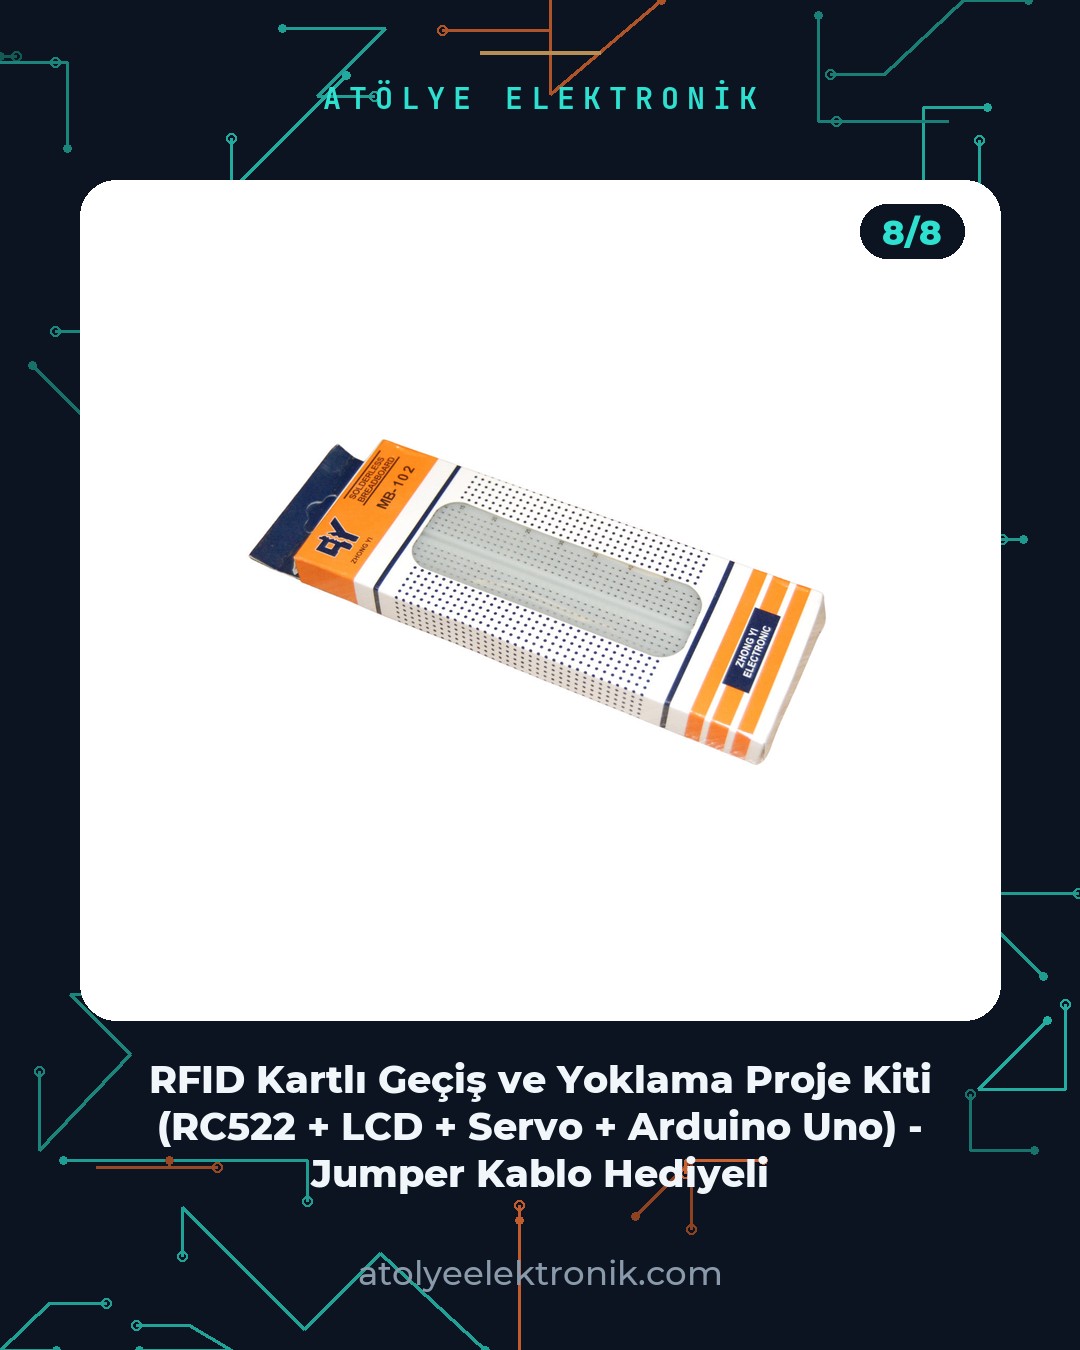 ATÖLYE ELEKTRONİK
8/8
SOLDERLESS
BREADBOARD
MB-102
ZHONG YI
ZHONG YI
ELECTRONIC
RFID Kartlı Geçiş ve Yoklama Proje Kiti
(RC522 + LCD + Servo + Arduino Uno) -
Jumper Kablo Hediyeli
atolyeelektronik.com